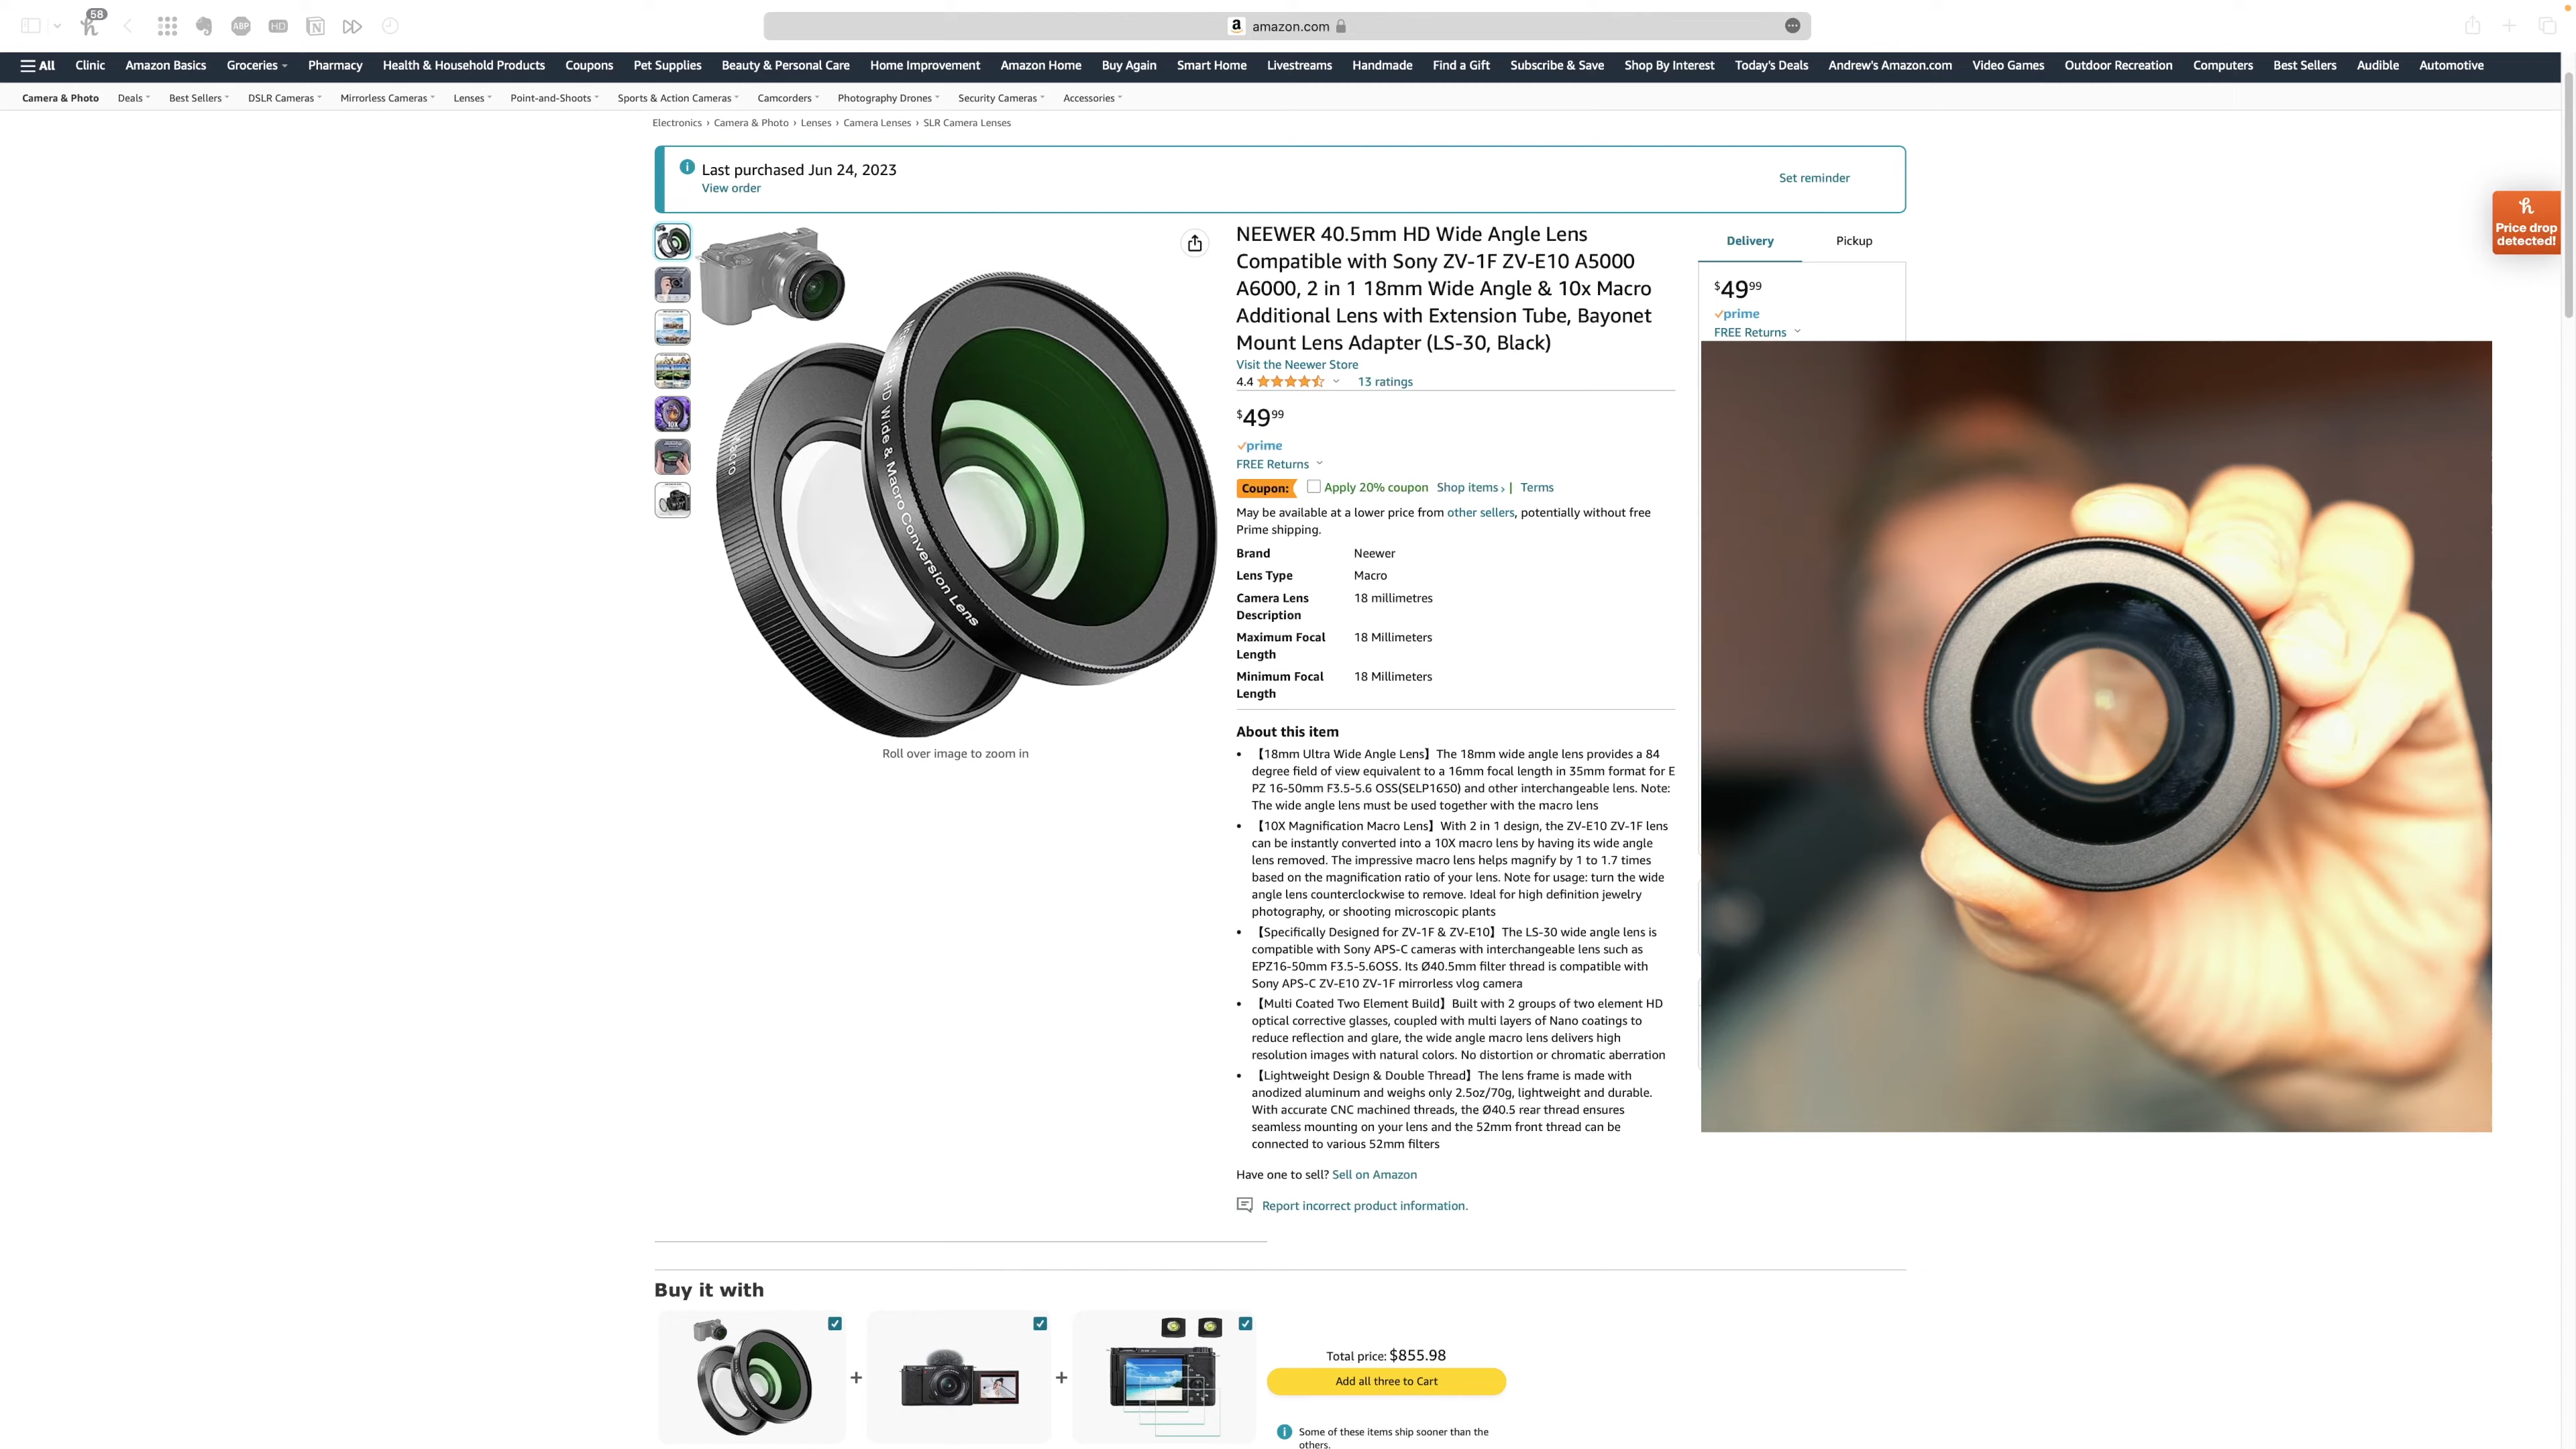 58
ABP
HD
N
a amazon.com
All Clinic Amazon Basics Groceries Pharmacy Health & Household Products Coupons Pet Supplies Beauty & Personal Care Home Improvement Amazon Home Buy Again Smart Home Livestreams Handmade Find a Gift Subscribe & Save Shop By Interest Today's Deals Andrew's Amazon.com Video Games Outdoor Recreation Computers Best Sellers Audible Automotive
Camera & Photo Deals Best Sellers DSLR Cameras Mirrorless Cameras Lenses Point-and-Shoots Sports & Action Cameras Camcorders Photography Drones Security Cameras Accessories
Electronics › Camera & Photo › Lenses › Camera Lenses › SLR Camera Lenses
Last purchased Jun 24, 2023
View order
Set reminder
h
Price drop
detected!
NEEWER HD Wide & Macro Conversion Lens
Macro
10X
Roll over image to zoom in
NEEWER 40.5mm HD Wide Angle Lens
Compatible with Sony ZV-1F ZV-E10 A5000
A6000, 2 in 1 18mm Wide Angle & 10x Macro
Additional Lens with Extension Tube, Bayonet
Mount Lens Adapter (LS-30, Black)
Visit the Neewer Store
4.4 13 ratings
$49 99
prime
FREE Returns
Coupon: Apply 20% coupon Shop items › | Terms
May be available at a lower price from other sellers, potentially without free
Prime shipping.
Brand Neewer
Lens Type Macro
Camera Lens 18 millimetres
Description
Maximum Focal 18 Millimeters
Length
Minimum Focal 18 Millimeters
Length
About this item
• 【18mm Ultra Wide Angle Lens】The 18mm wide angle lens provides a 84
degree field of view equivalent to a 16mm focal length in 35mm format for E
PZ 16-50mm F3.5-5.6 OSS(SELP1650) and other interchangeable lens. Note:
The wide angle lens must be used together with the macro lens
• 【10X Magnification Macro Lens】With 2 in 1 design, the ZV-E10 ZV-1F lens
can be instantly converted into a 10X macro lens by having its wide angle
lens removed. The impressive macro lens helps magnify by 1 to 1.7 times
based on the magnification ratio of your lens. Note for usage: turn the wide
angle lens counterclockwise to remove. Ideal for high definition jewelry
photography, or shooting microscopic plants
• 【Specifically Designed for ZV-1F & ZV-E10】The LS-30 wide angle lens is
compatible with Sony APS-C cameras with interchangeable lens such as
EPZ16-50mm F3.5-5.6OSS. Its Ø40.5mm filter thread is compatible with
Sony APS-C ZV-E10 ZV-1F mirrorless vlog camera
• 【Multi Coated Two Element Build】Built with 2 groups of two element HD
optical corrective glasses, coupled with multi layers of Nano coatings to
reduce reflection and glare, the wide angle macro lens delivers high
resolution images with natural colors. No distortion or chromatic aberration
• 【Lightweight Design & Double Thread】The lens frame is made with
anodized aluminum and weighs only 2.5oz/70g, lightweight and durable.
With accurate CNC machined threads, the Ø40.5 rear thread ensures
seamless mounting on your lens and the 52mm front thread can be
connected to various 52mm filters
Have one to sell? Sell on Amazon
Report incorrect product information.
Delivery Pickup
$49 99
prime
FREE Returns
Buy it with
+
+
Total price: $855.98
Add all three to Cart
Some of these items ship sooner than the
others.